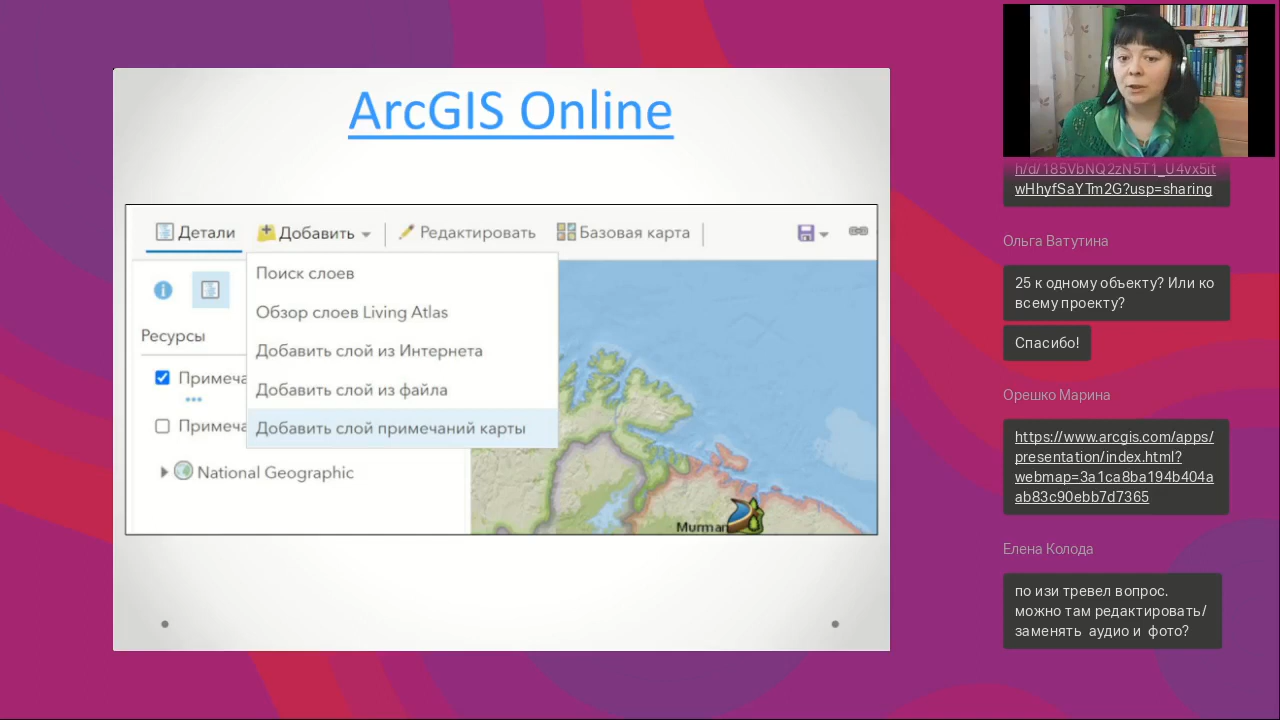 ArcGIS Online
Детали Добавить Редактировать Базовая карта
Поиск слоев
Обзор слоев Living Atlas
Ресурсы
Добавить слой из Интернета
Примеча
Добавить слой из файла
Примеча
Добавить слой примечаний карты
National Geographic
Murman
h/d/185VbNQ2zN5T1_U4vx5it
wHhyfSaYTm2G?usp=sharing
Ольга Ватутина
25 к одному объекту? Или ко
всему проекту?
Спасибо!
Орешко Марина
https://www.arcgis.com/apps/
presentation/index.html?
webmap=3a1ca8ba194b404a
ab83c90ebb7d7365
Елена Колода
по изи тревел вопрос.
можно там редактировать/
заменять аудио и фото?